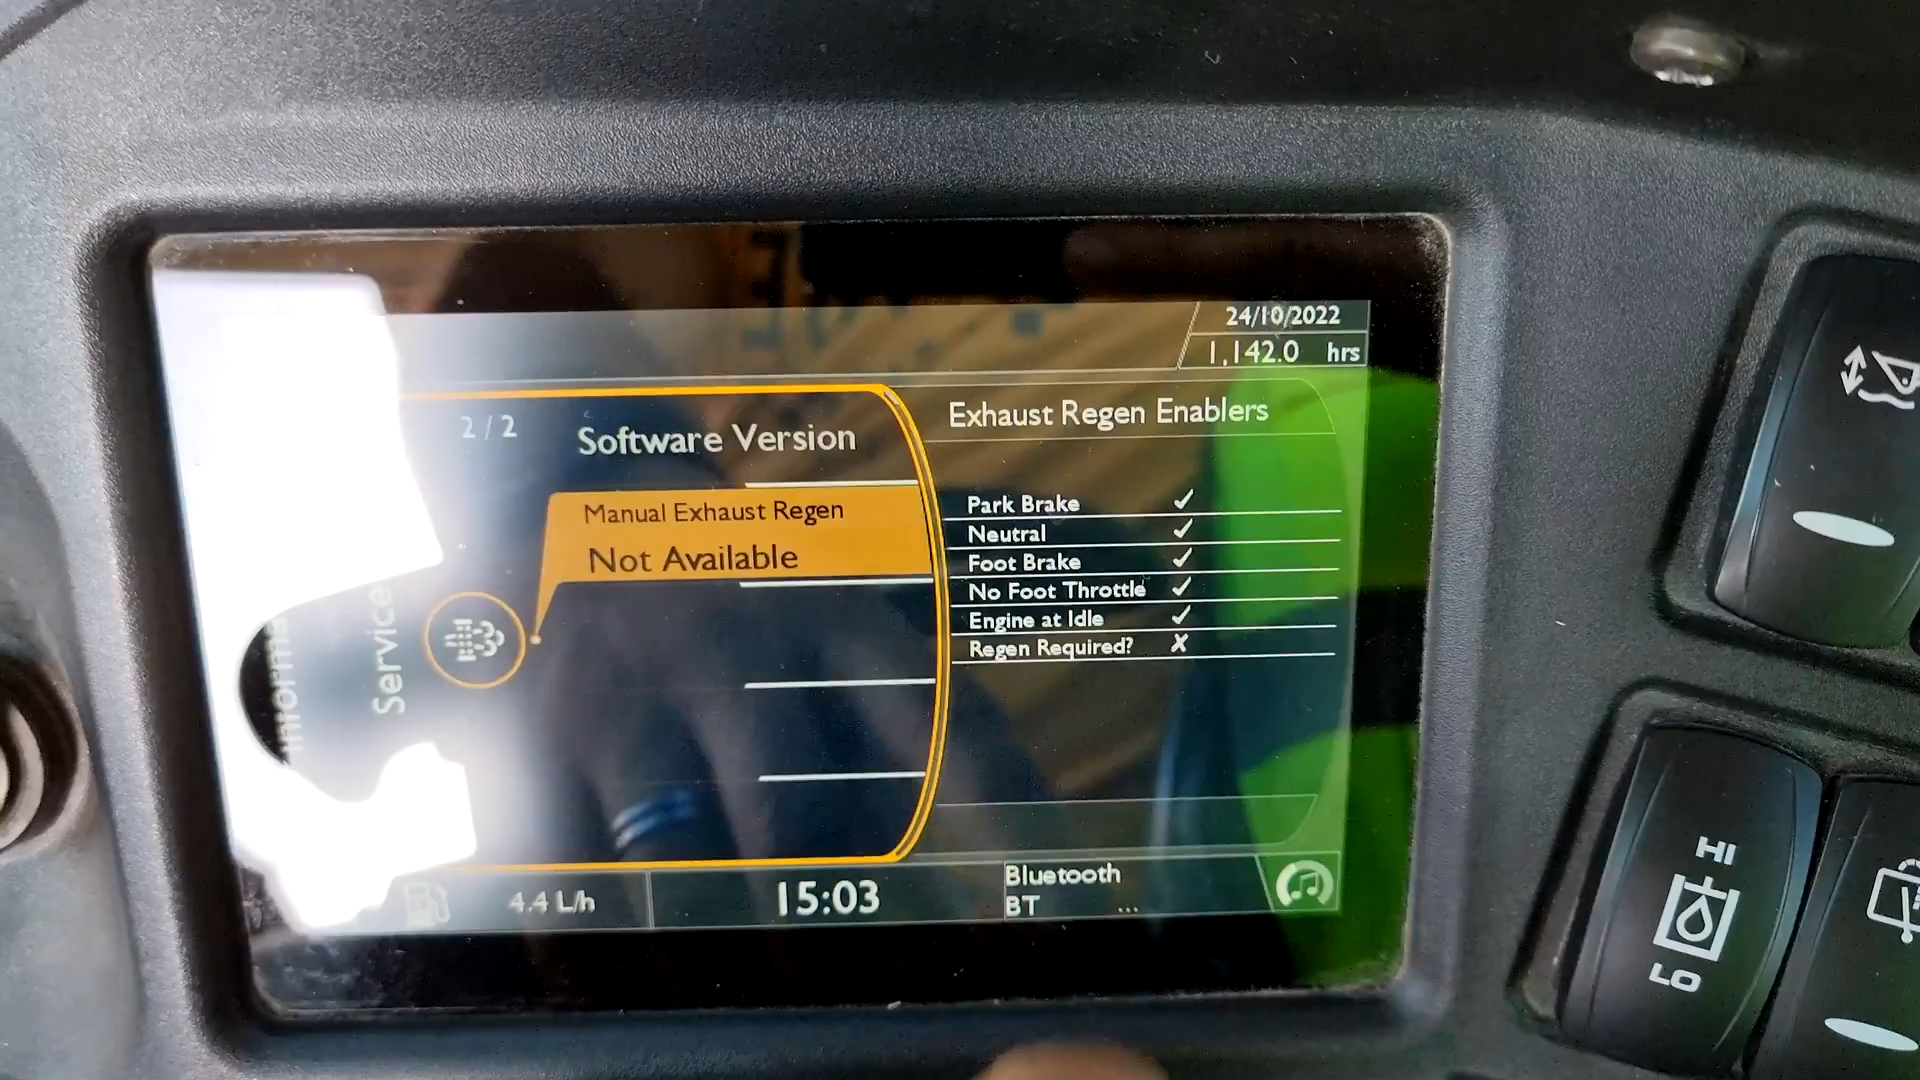 24/10/2022
1,142.0 hrs
2/2
Software Version
Exhaust Regen Enablers
Manual Exhaust Regen
Not Available
Park Brake ✓
Neutral ✓
Foot Brake ✓
No Foot Throttle ✓
Engine at Idle ✓
Regen Required? X
Service
4.4 L/h
15:03
Bluetooth
BT ...
HI
LO